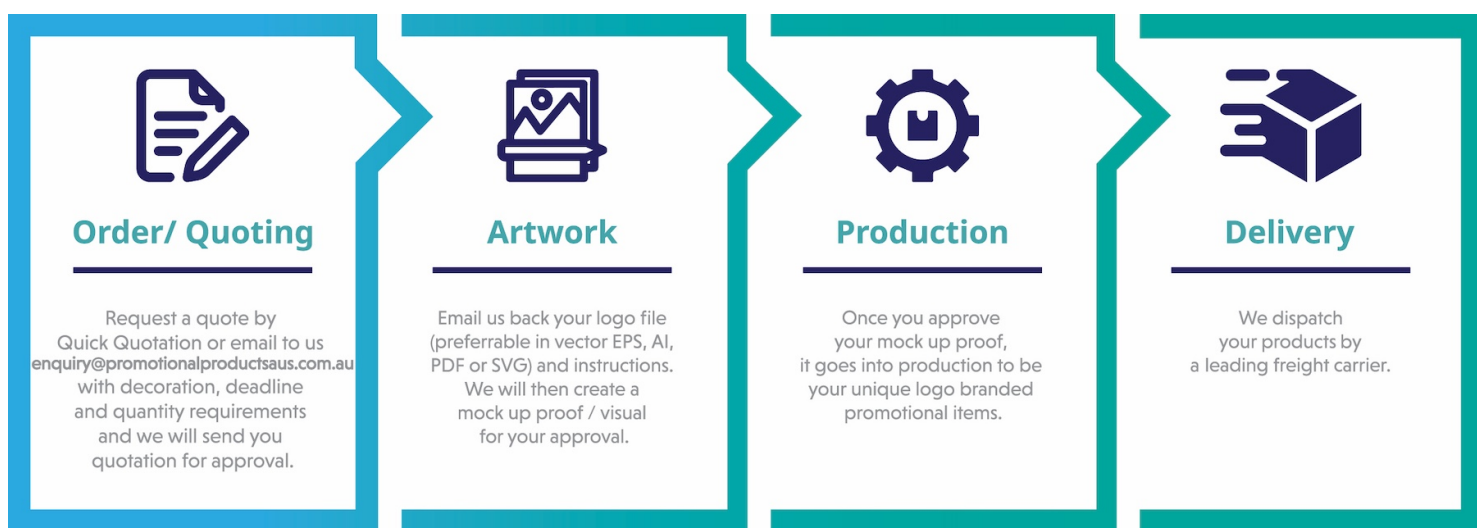 Order/ Quoting
Request a quote by
Quick Quotation or email to us
enquiry@promotionalproductsaus.com.au
with decoration, deadline
and quantity requirements
and we will send you
quotation for approval.
Artwork
Email us back your logo file
(preferrable in vector EPS, AI,
PDF or SVG) and instructions.
We will then create a
mock up proof / visual
for your approval.
Production
Once you approve
your mock up proof,
it goes into production to be
your unique logo branded
promotional items.
Delivery
We dispatch
your products by
a leading freight carrier.